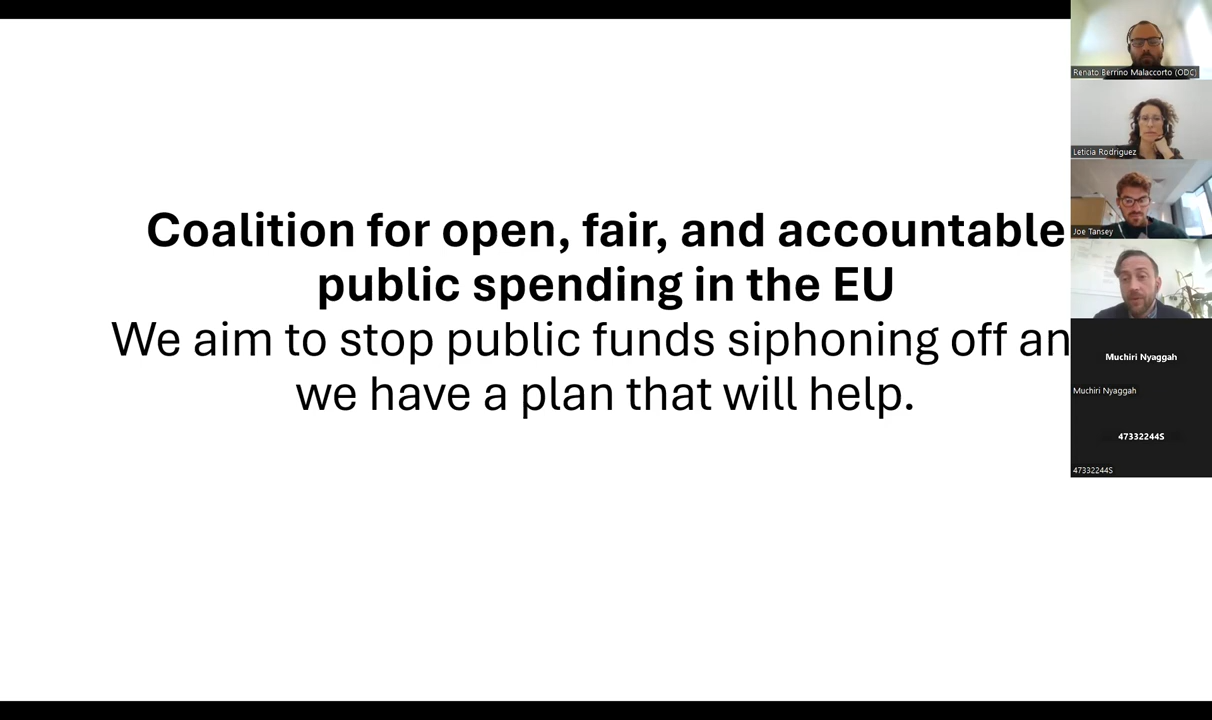 Coalition for open, fair, and accountable
public spending in the EU
We aim to stop public funds siphoning off an
we have a plan that will help.
Renato Berrino Malaccorto (ODC)
Leticia Rodriguez
Joe Tansey
Muchiri Nyaggah
Muchiri Nyaggah
47332244S
47332244S